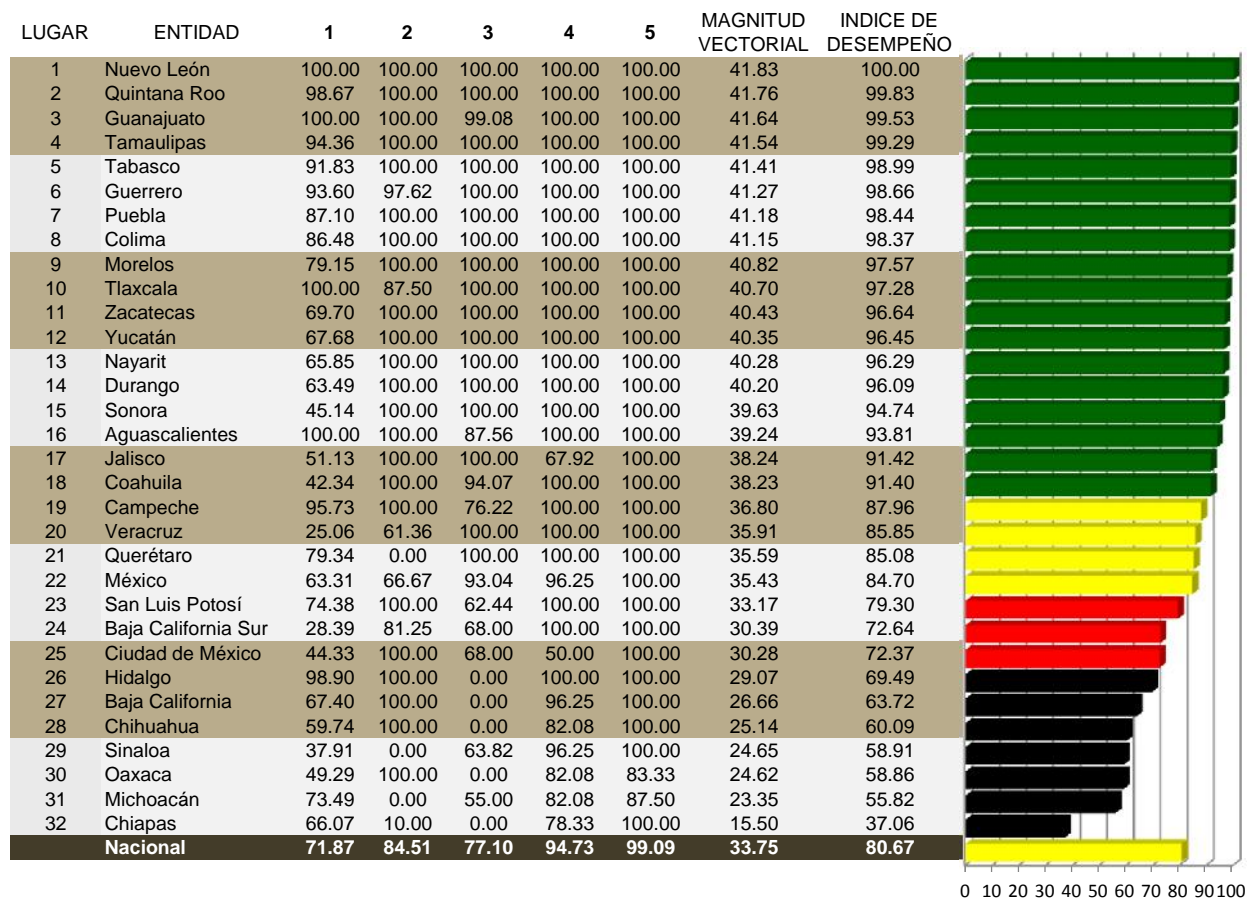 LUGAR ENTIDAD 1 2 3 4 5 MAGNITUD VECTORIAL INDICE DE DESEMPEÑO
1 Nuevo León 100.00 100.00 100.00 100.00 100.00 41.83 100.00
2 Quintana Roo 98.67 100.00 100.00 100.00 100.00 41.76 99.83
3 Guanajuato 100.00 100.00 99.08 100.00 100.00 41.64 99.53
4 Tamaulipas 94.36 100.00 100.00 100.00 100.00 41.54 99.29
5 Tabasco 91.83 100.00 100.00 100.00 100.00 41.41 98.99
6 Guerrero 93.60 97.62 100.00 100.00 100.00 41.27 98.66
7 Puebla 87.10 100.00 100.00 100.00 100.00 41.18 98.44
8 Colima 86.48 100.00 100.00 100.00 100.00 41.15 98.37
9 Morelos 79.15 100.00 100.00 100.00 100.00 40.82 97.57
10 Tlaxcala 100.00 87.50 100.00 100.00 100.00 40.70 97.28
11 Zacatecas 69.70 100.00 100.00 100.00 100.00 40.43 96.64
12 Yucatán 67.68 100.00 100.00 100.00 100.00 40.35 96.45
13 Nayarit 65.85 100.00 100.00 100.00 100.00 40.28 96.29
14 Durango 63.49 100.00 100.00 100.00 100.00 40.20 96.09
15 Sonora 45.14 100.00 100.00 100.00 100.00 39.63 94.74
16 Aguascalientes 100.00 100.00 87.56 100.00 100.00 39.24 93.81
17 Jalisco 51.13 100.00 100.00 67.92 100.00 38.24 91.42
18 Coahuila 42.34 100.00 94.07 100.00 100.00 38.23 91.40
19 Campeche 95.73 100.00 76.22 100.00 100.00 36.80 87.96
20 Veracruz 25.06 61.36 100.00 100.00 100.00 35.91 85.85
21 Querétaro 79.34 0.00 100.00 100.00 100.00 35.59 85.08
22 México 63.31 66.67 93.04 96.25 100.00 35.43 84.70
23 San Luis Potosí 74.38 100.00 62.44 100.00 100.00 33.17 79.30
24 Baja California Sur 28.39 81.25 68.00 100.00 100.00 30.39 72.64
25 Ciudad de México 44.33 100.00 68.00 50.00 100.00 30.28 72.37
26 Hidalgo 98.90 100.00 0.00 100.00 100.00 29.07 69.49
27 Baja California 67.40 100.00 0.00 96.25 100.00 26.66 63.72
28 Chihuahua 59.74 100.00 0.00 82.08 100.00 25.14 60.09
29 Sinaloa 37.91 0.00 63.82 96.25 100.00 24.65 58.91
30 Oaxaca 49.29 100.00 0.00 82.08 83.33 24.62 58.86
31 Michoacán 73.49 0.00 55.00 82.08 87.50 23.35 55.82
32 Chiapas 66.07 10.00 0.00 78.33 100.00 15.50 37.06
Nacional 71.87 84.51 77.10 94.73 99.09 33.75 80.67
0 10 20 30 40 50 60 70 80 90 100